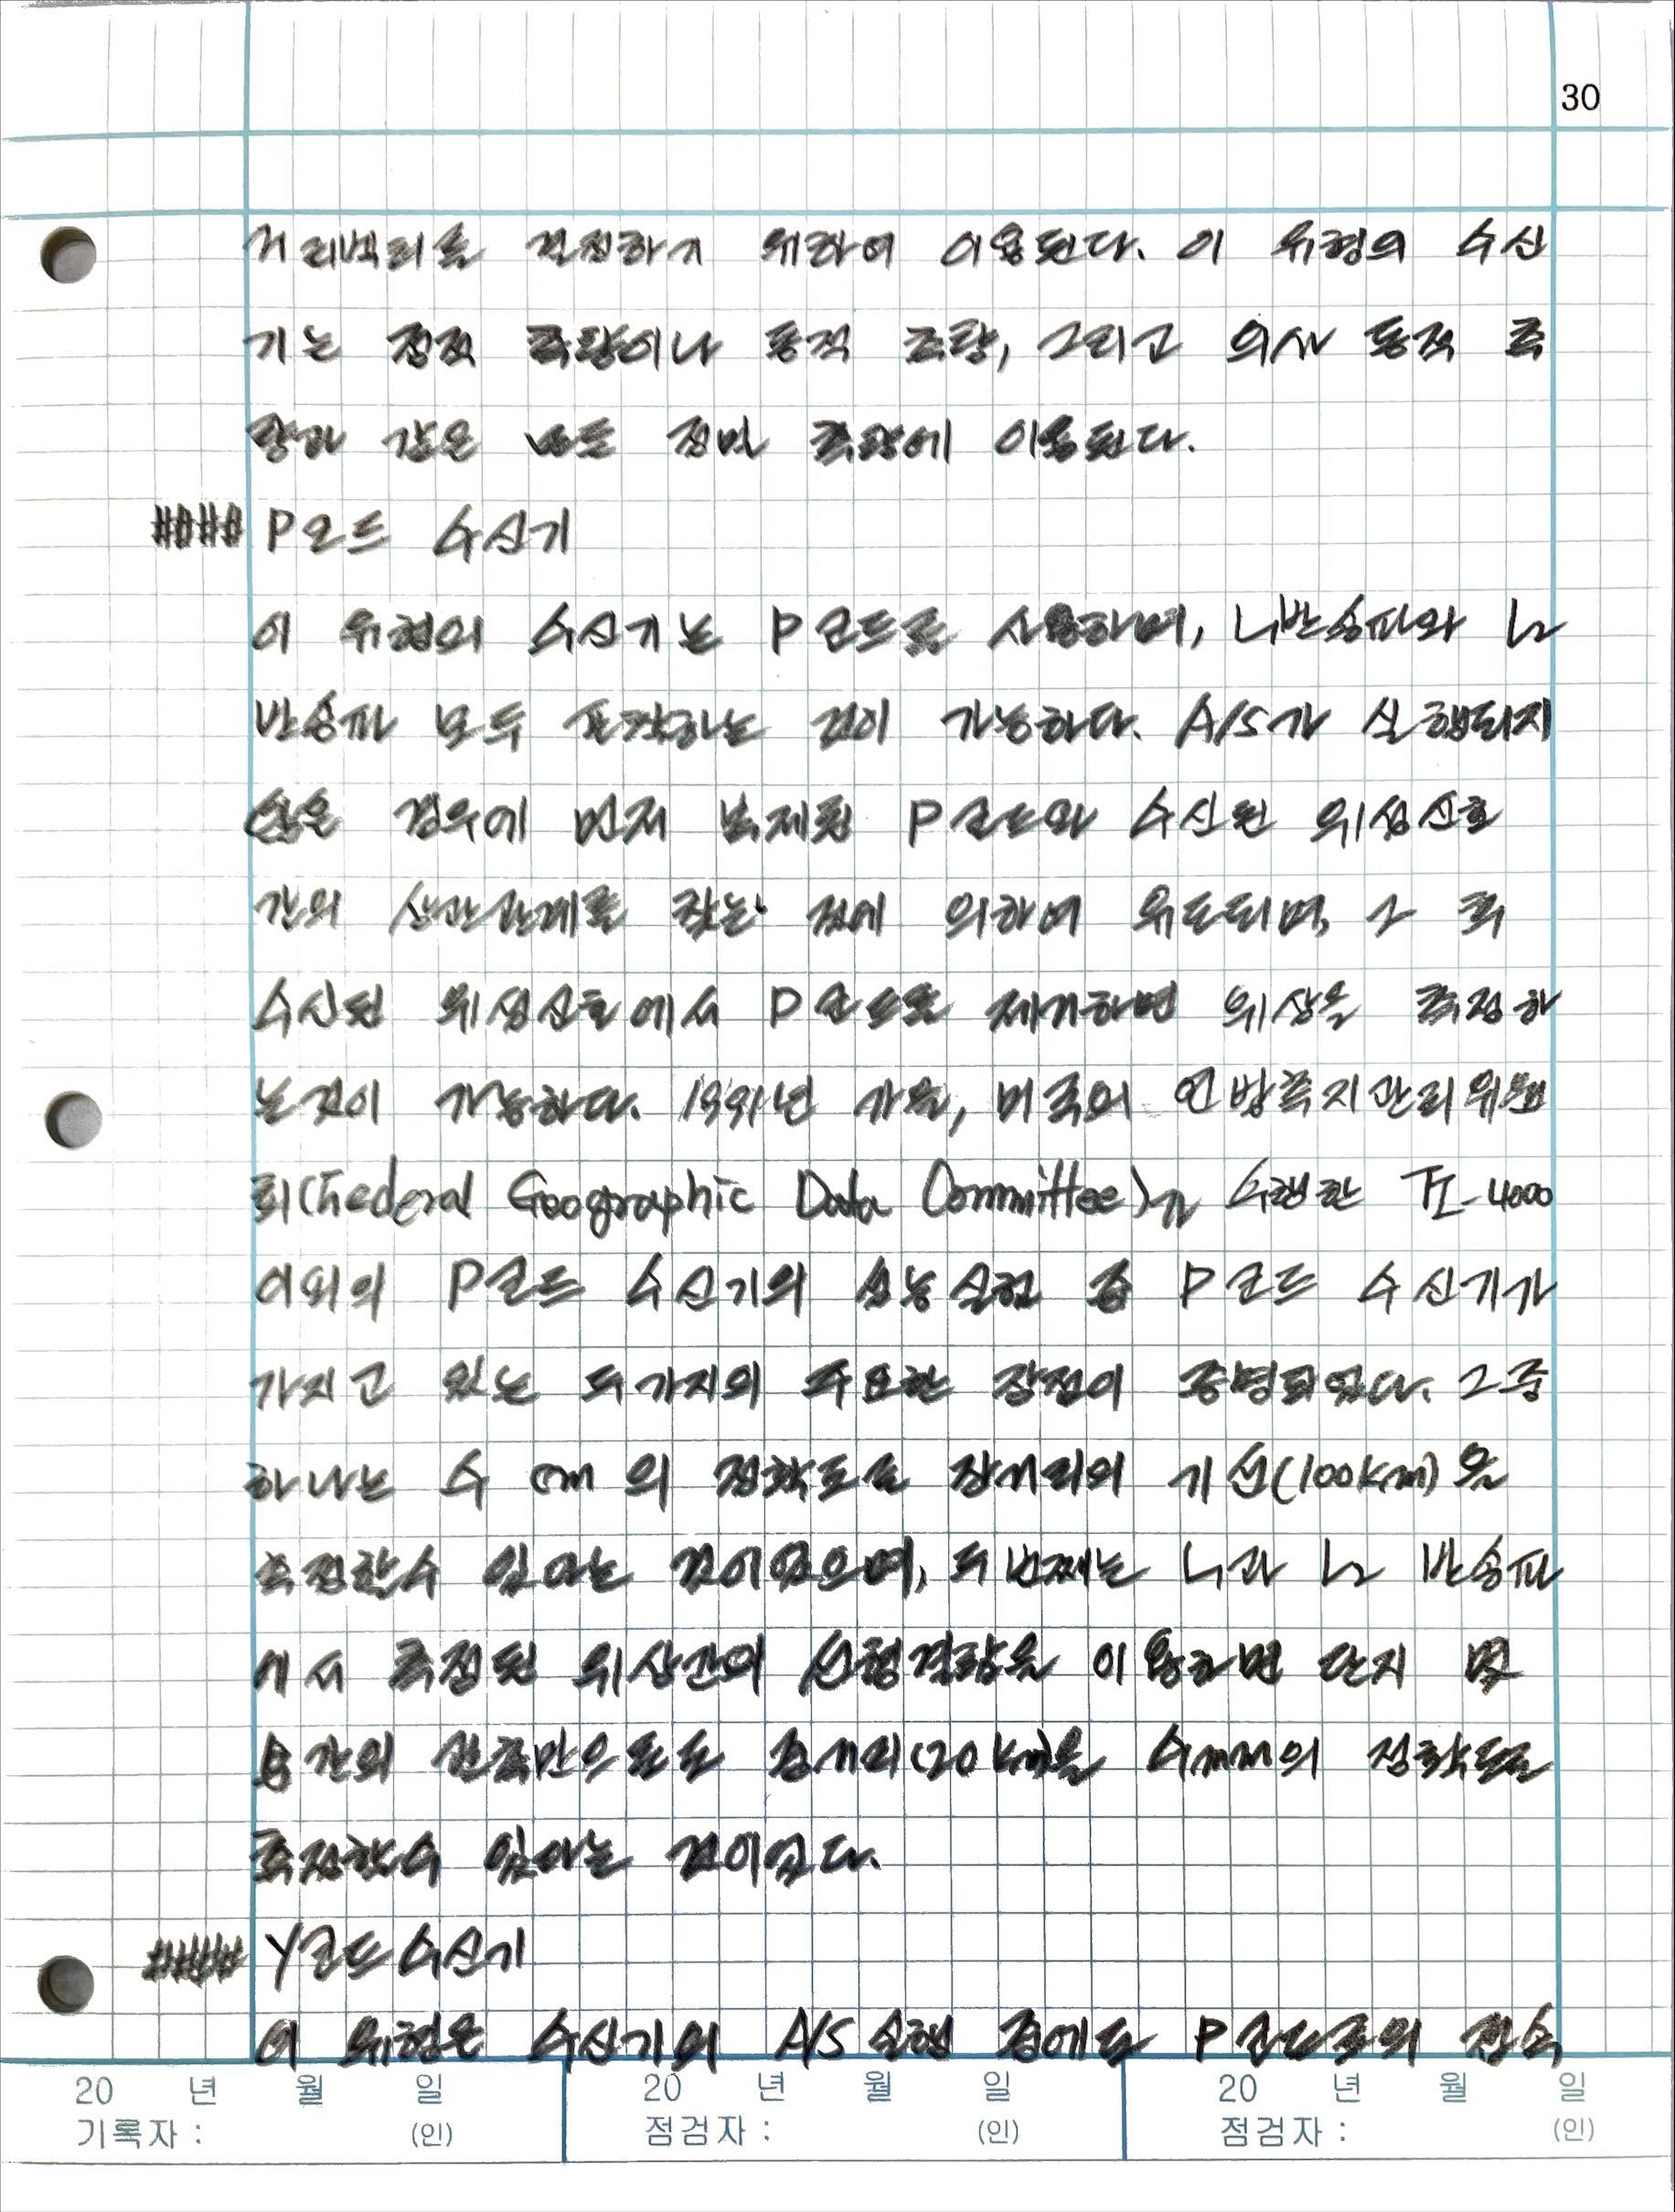 30
거리벡터를 결정하기 위하여 이용된다. 이 유형의 수신
기는 정적 측량이나 동적 측량, 그리고 의사 동적 측
량과 같은 모든 정밀 측량에 이용된다.
#### P코드 수신기
이 유형의 수신기는 P코드를 사용하며, L1반송파와 L2
반송파 모두 포착하는 것이 가능하다. A/S가 실행되지
않은 경우에 먼저 복제된 P코드와 수신된 위성신호
간의 상관관계를 찾는 것에 의하여 유도되며, 그 후
수신된 위성신호에서 P코드를 제거하면 위상을 측정하
는것이 가능하다. 1991년 가을, 미국의 연방측지관리위원
회(Federal Geographic Data Committee)가 수행한 TI-4000
이외의 P코드 수신기의 성능실험 중 P코드 수신기가
가지고 있는 두가지의 주요한 장점이 증명되었다. 그중
하나는 수 cm의 정확도로 장거리의 기선(100km)을
측정할수 있다는 것이었으며, 두 번째는 L1과 L2 반송파
에서 측정된 위상간의 선형결합을 이용하면 단지 몇
분간의 관측만으로도 중거리(20km)을 수mm의 정확도로
측정할수 있다는 것이었다.
#### Y코드수신기
이 유형은 수신기의 A/S실행 중에도 P코드로의 접속
20 년 월 일 20 년 월 일 20 년 월 일
기록자 : (인) 점검자 : (인) 점검자 : (인)